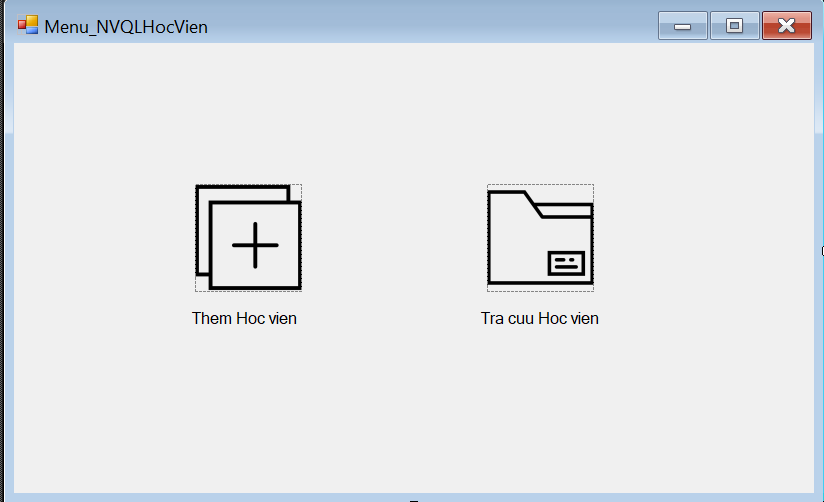 Menu_NVQLHocVien
Them Hoc vien
Tra cuu Hoc vien